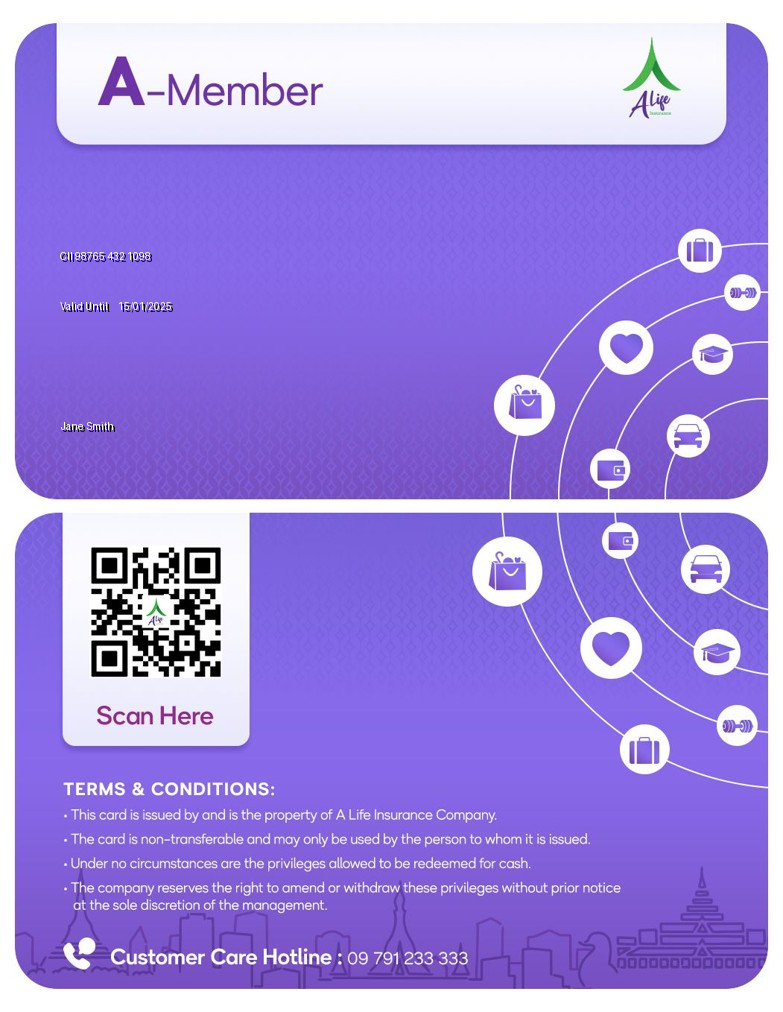 A-Member
A Life
Insurance
CII 98765 432 1098
Valid Until 15/01/2025
Jane Smith
A Life
Scan Here
TERMS & CONDITIONS:
• This card is issued by and is the property of A Life Insurance Company.
• The card is non-transferable and may only be used by the person to whom it is issued.
• Under no circumstances are the privileges allowed to be redeemed for cash.
• The company reserves the right to amend or withdraw these privileges without prior notice
at the sole discretion of the management.
Customer Care Hotline : 09 791 233 333